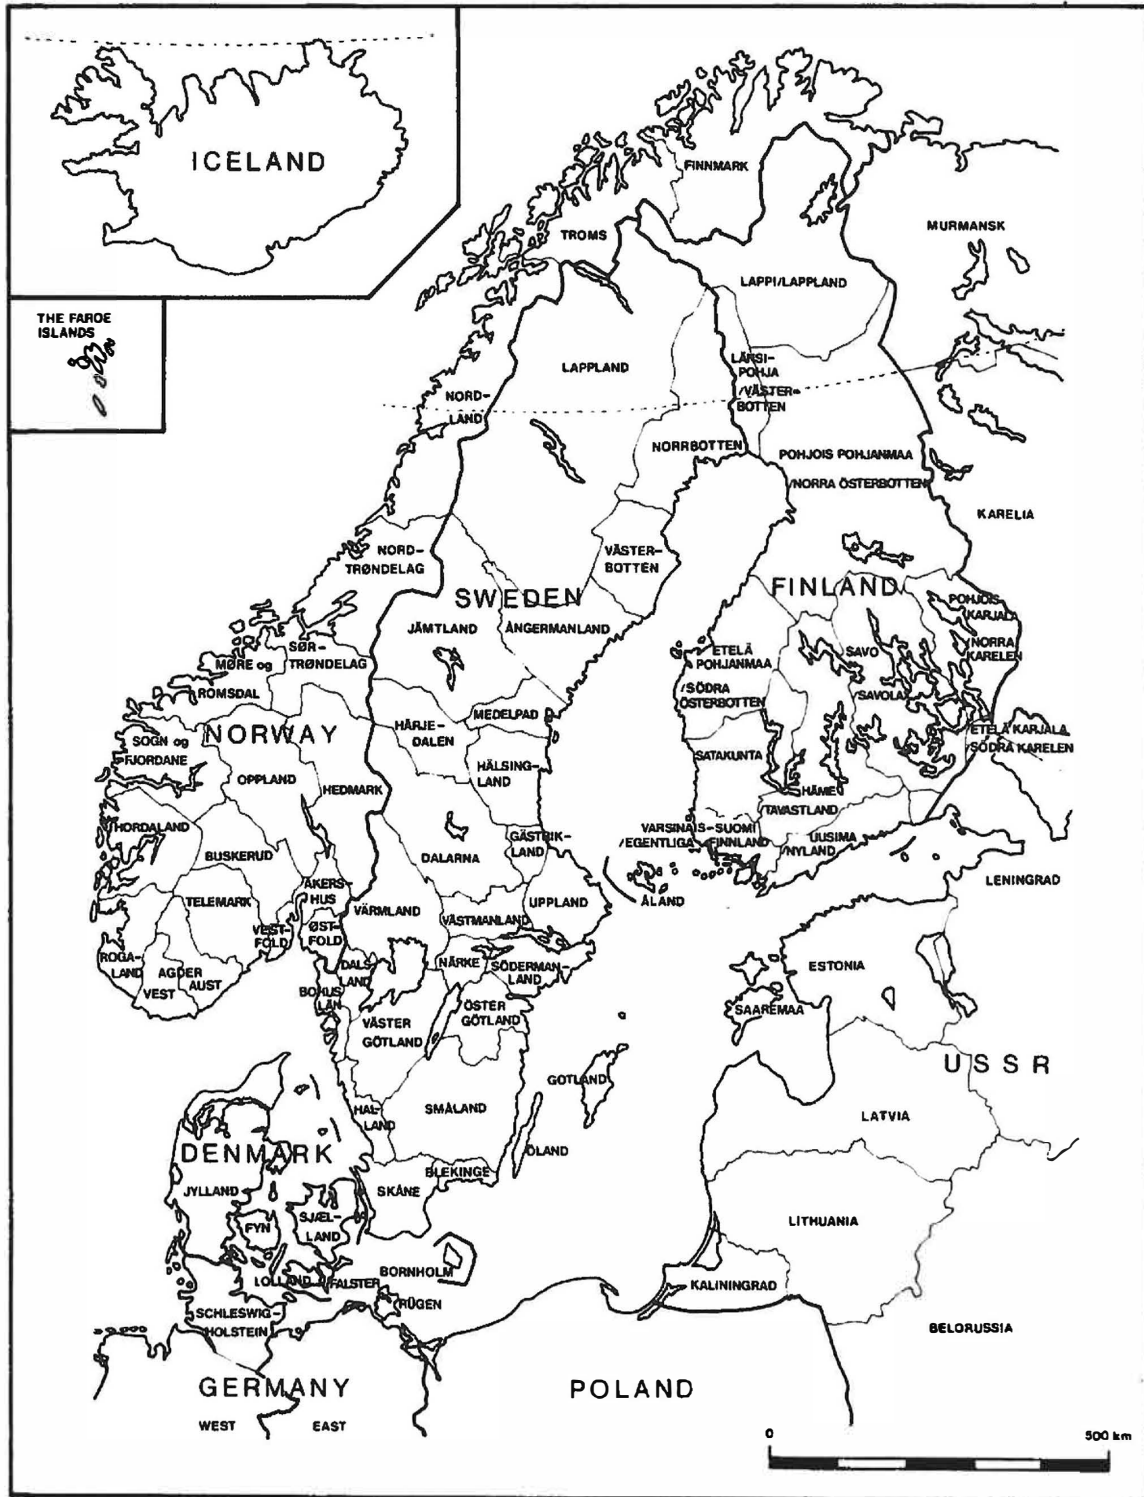 ICELAND
THE FAROE
ISLANDS
FINNMARK
MURMANSK
TROMS
LAPPI/LAPPLAND
LAPPLAND
LÄNSI-
POHJA
/VÄSTER-
BOTTEN
NORD-
LAND
NORRBOTTEN
POHJOIS POHJANMAA
/NORRA ÖSTERBOTTEN
KARELIA
NORD-
TRØNDELAG
VÄSTER-
BOTTEN
SWEDEN
FINLAND
POHJOIS
KARJALA
/NORRA
KARELEN
JÄMTLAND
ÅNGERMANLAND
SØR-
TRØNDELAG
MØRE og
ROMSDAL
ETELÄ
POHJANMAA
/SÖDRA
ÖSTERBOTTEN
SAVO
/SAVOLAX
MEDELPAD
HÄRJE-
DALEN
NORWAY
SOGN og
FJORDANE
OPPLAND
HEDMARK
HÄLSING-
LAND
SATAKUNTA
ETELÄ KARJALA
/SÖDRA KARELEN
HÄME
/TAVASTLAND
HORDALAND
BUSKERUD
DALARNA
GÄSTRIK-
LAND
VARSINAIS-SUOMI
/EGENTLIGA FINNLAND
UUSIMA
/NYLAND
LENINGRAD
ÅLAND
AKERS-
HUS
TELEMARK
VÄRMLAND
VÄSTMANLAND
UPPLAND
VEST-
FOLD
ØST-
FOLD
ROGA-
LAND
AGDER
VEST
AUST
DALS
LAND
NÄRKE
SÖDERMAN-
LAND
BOHUS
LÄN
ESTONIA
SAAREMAA
VÄSTER
GÖTLAND
ÖSTER
GÖTLAND
USSR
GOTLAND
HAL-
LAND
SMÅLAND
LATVIA
DENMARK
ÖLAND
BLEKINGE
JYLLAND
SKÅNE
FYN
SJÆL-
LAND
LITHUANIA
BORNHOLM
LOLLAND
FALSTER
RÜGEN
KALININGRAD
SCHLESWIG-
HOLSTEIN
BELORUSSIA
GERMANY
POLAND
WEST
EAST
0
500 km